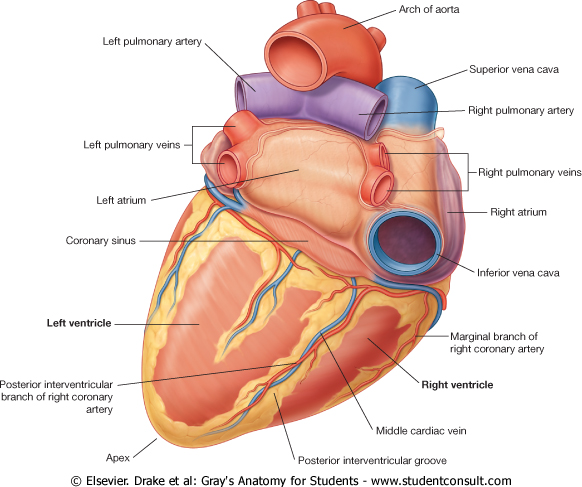 Arch of aorta
Left pulmonary artery
Superior vena cava
Right pulmonary artery
Left pulmonary veins
Right pulmonary veins
Left atrium
Right atrium
Coronary sinus
Inferior vena cava
Left ventricle
Marginal branch of
right coronary artery
Posterior interventricular
branch of right coronary
artery
Right ventricle
Middle cardiac vein
Apex
Posterior interventricular groove
© Elsevier. Drake et al: Gray's Anatomy for Students - www.studentconsult.com